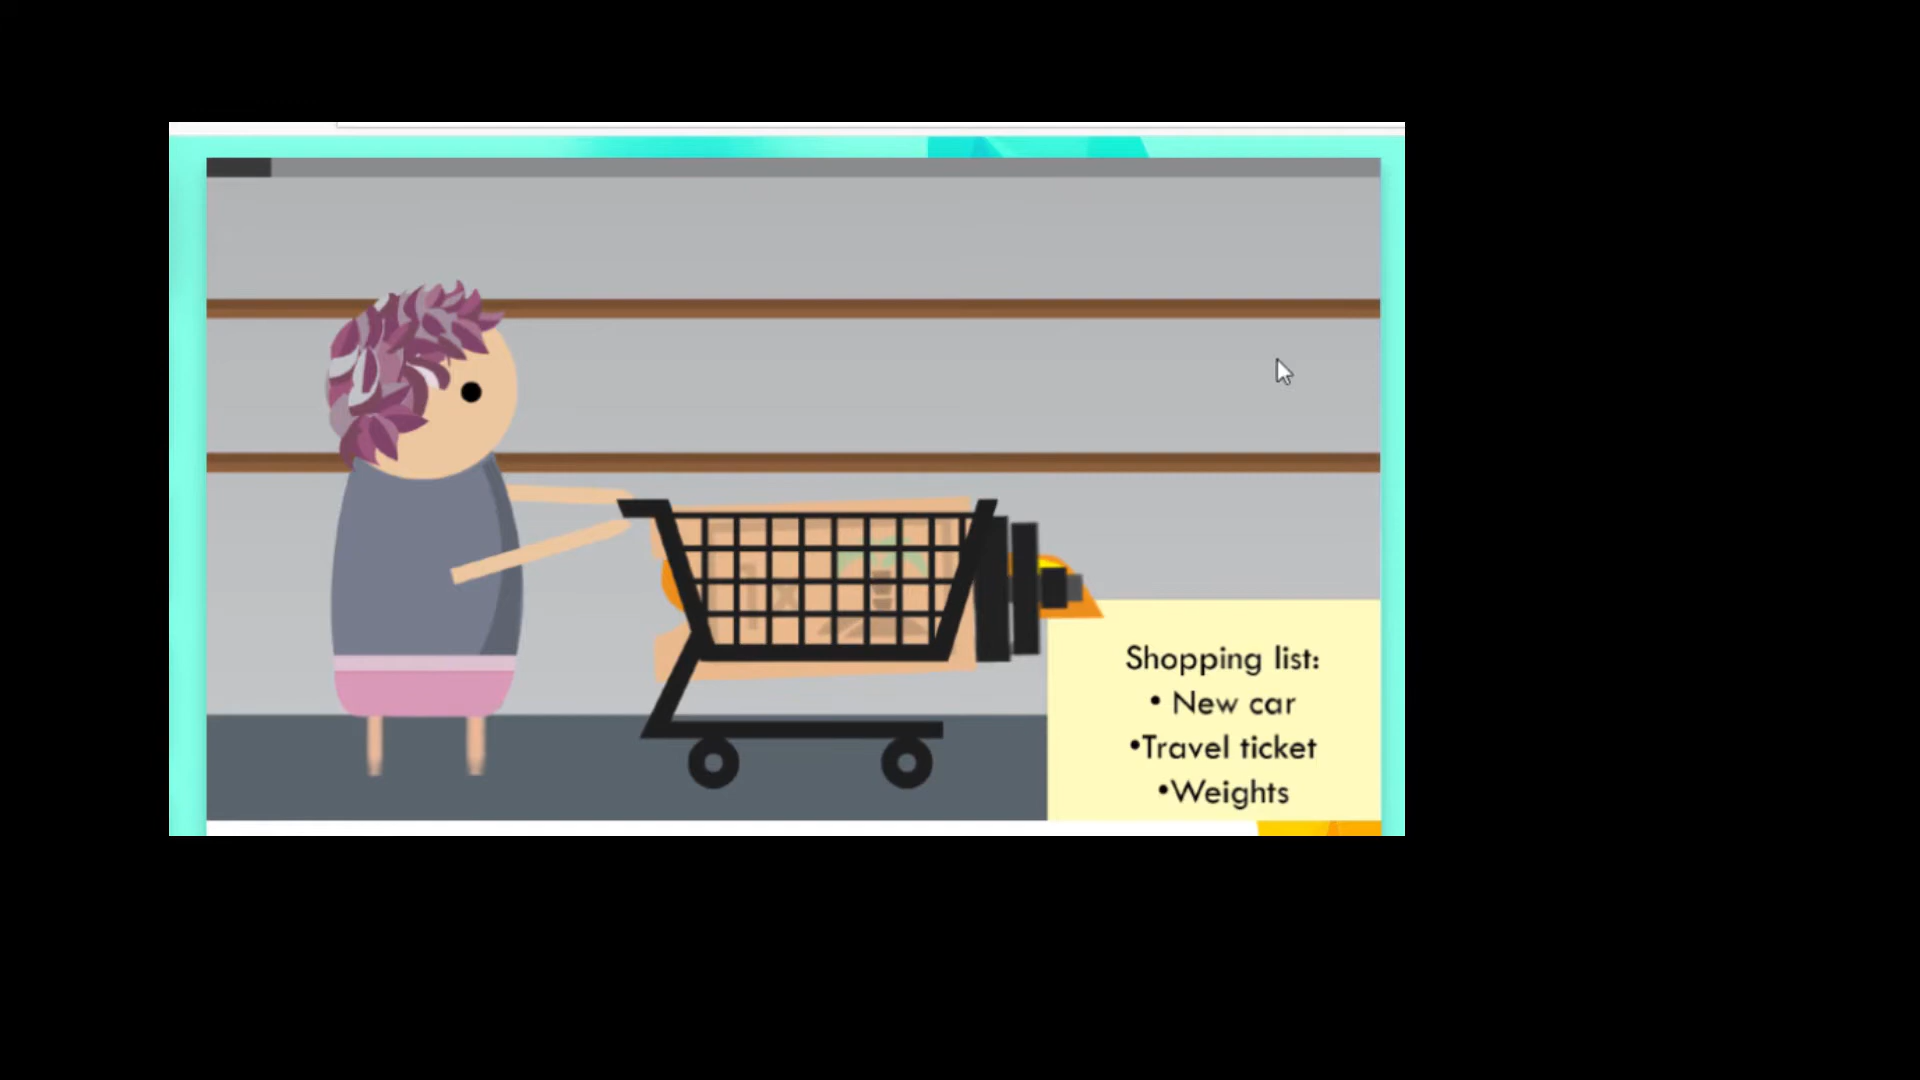 Shopping list:
• New car
•Travel ticket
•Weights